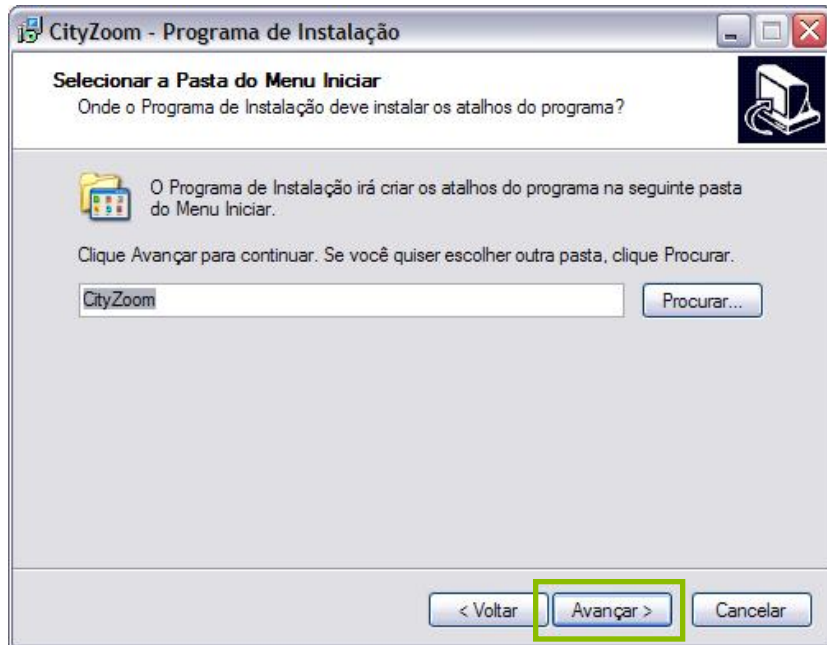 CityZoom - Programa de Instalação
Selecionar a Pasta do Menu Iniciar
Onde o Programa de Instalação deve instalar os atalhos do programa?
O Programa de Instalação irá criar os atalhos do programa na seguinte pasta
do Menu Iniciar.
Clique Avançar para continuar. Se você quiser escolher outra pasta, clique Procurar.
CityZoom
Procurar...
< Voltar
Avançar >
Cancelar